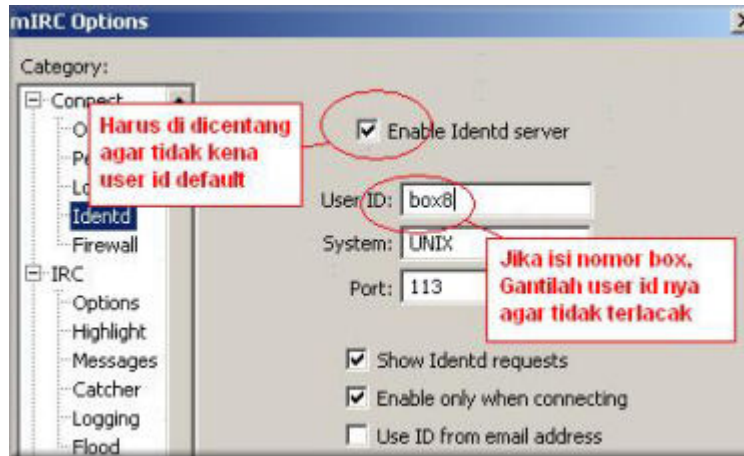 mIRC Options
Category:
Connect
Harus di dicentang
agar tidak kena
user id default
Identd
Firewall
IRC
Options
Highlight
Messages
Catcher
Logging
Flood
Enable Identd server
User ID: box8
System: UNIX
Port: 113
Jika isi nomor box,
Gantilah user id nya
agar tidak terlacak
Show Identd requests
Enable only when connecting
Use ID from email address